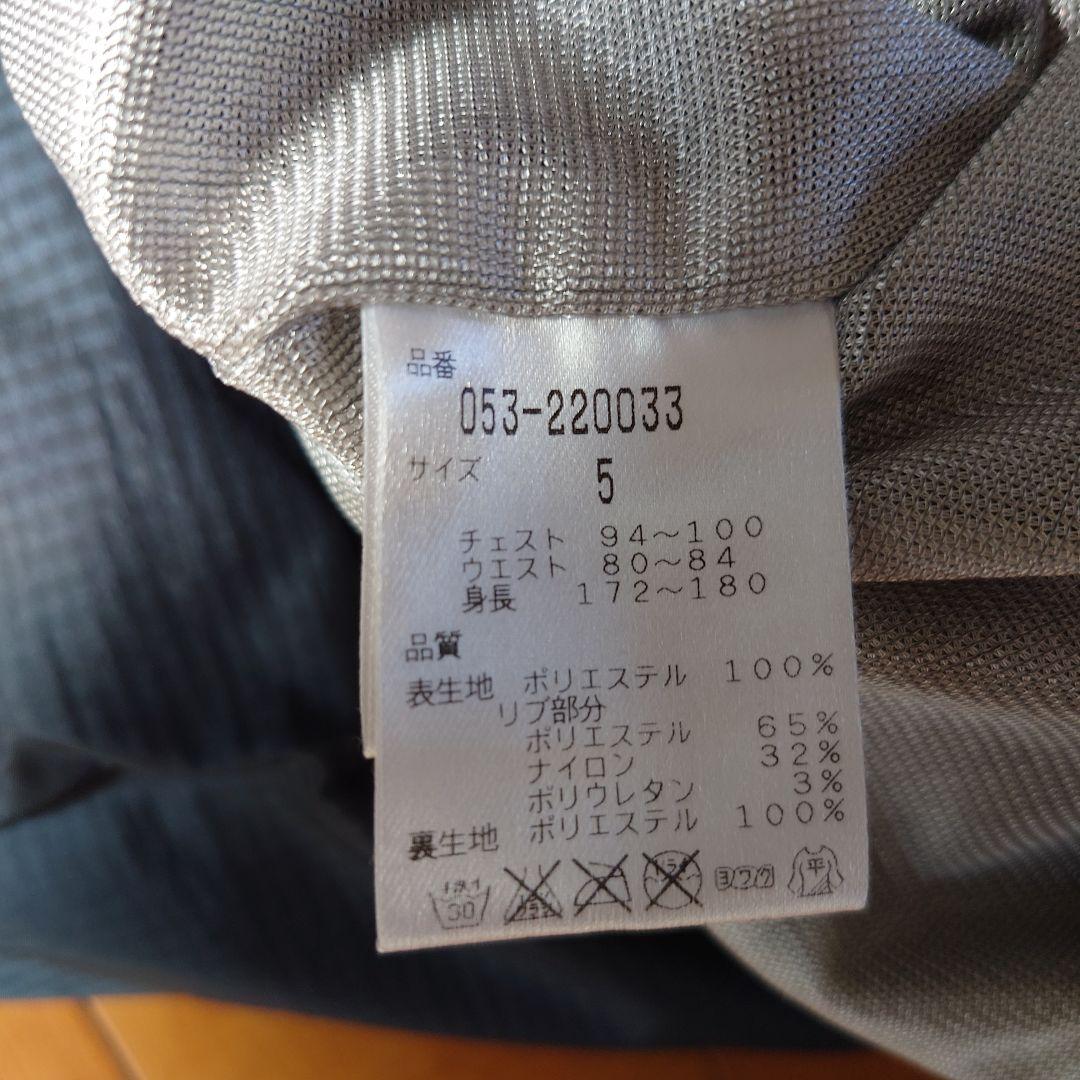 品番
053-220033
サイズ 5
チェスト 94～100
ウエスト 80～84
身長 172～180
品質
表生地 ポリエステル 100%
リブ部分
ポリエステル 65%
ナイロン 32%
ポリウレタン 3%
裏生地 ポリエステル 100%
30 ドライ ヨワク 平